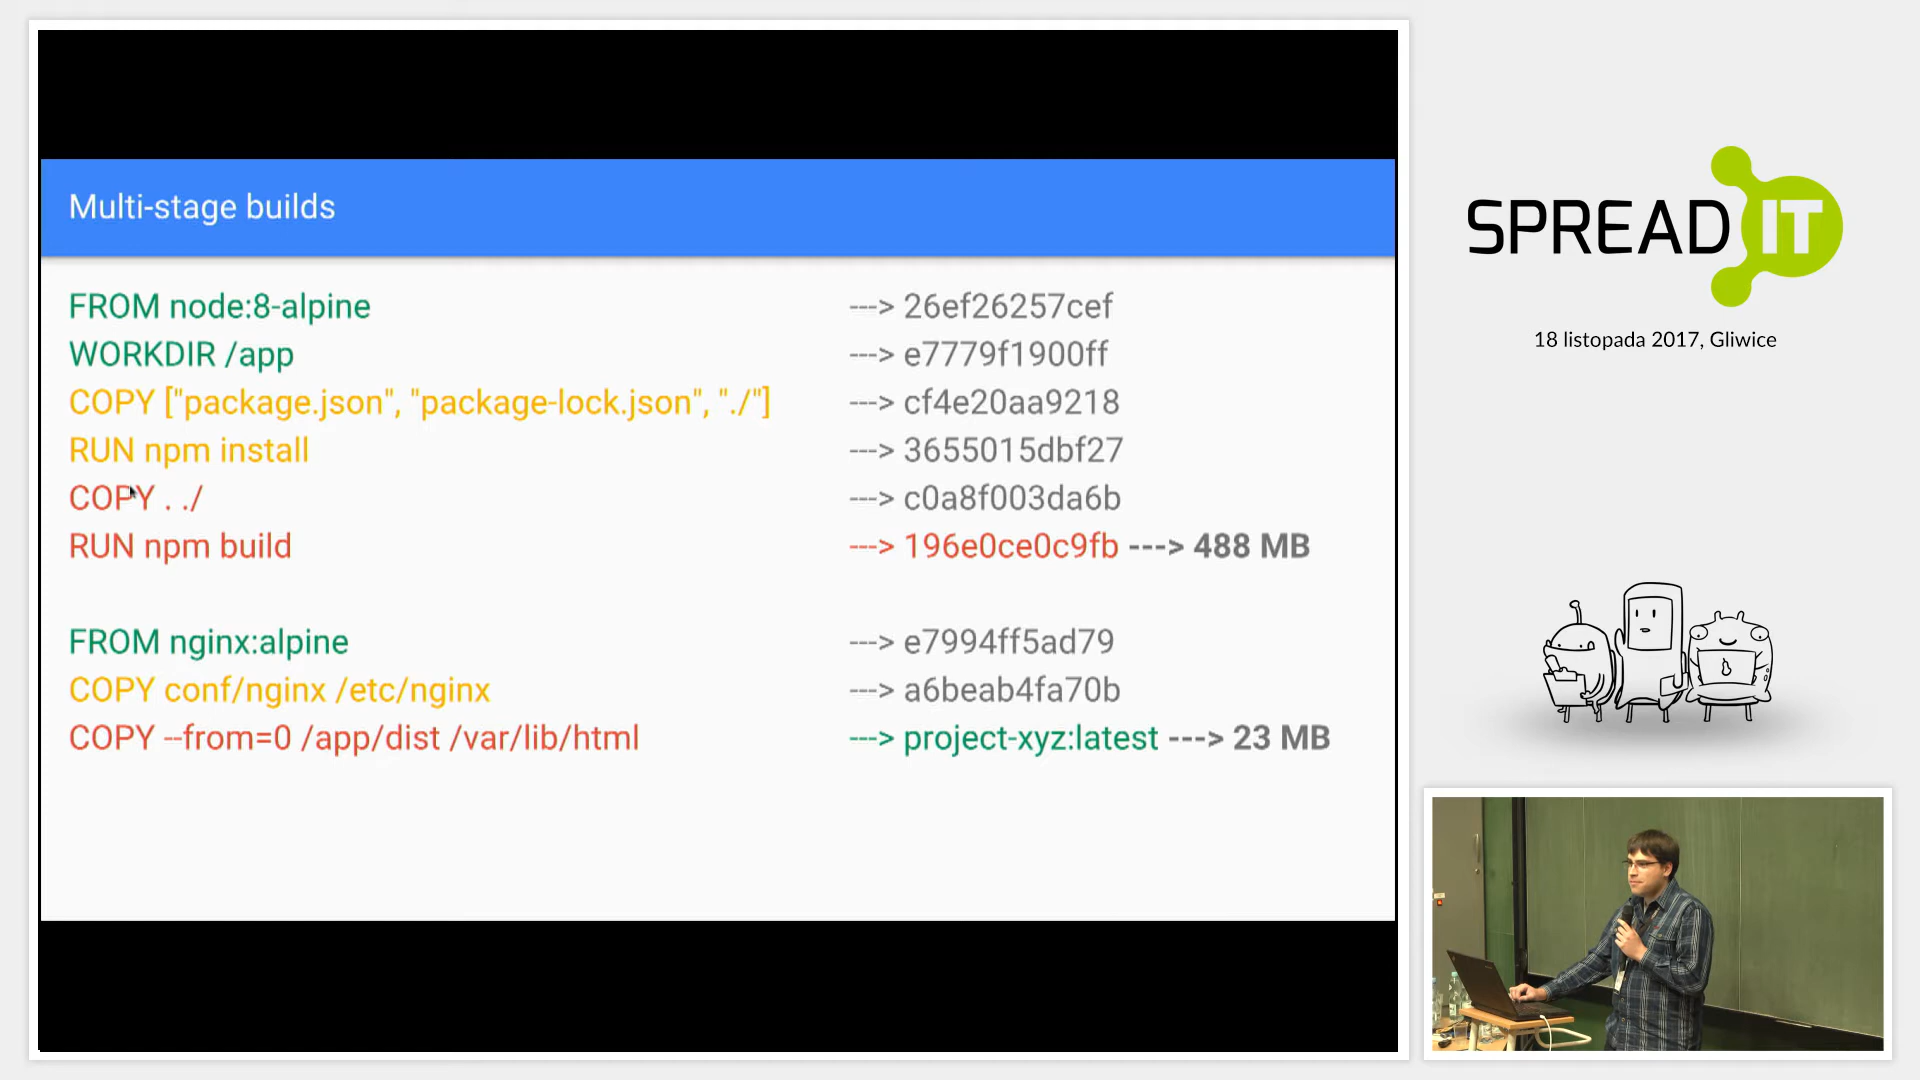 Multi-stage builds
FROM node:8-alpine ---> 26ef26257cef
WORKDIR /app ---> e7779f1900ff
COPY ["package.json", "package-lock.json", "./"] ---> cf4e20aa9218
RUN npm install ---> 3655015dbf27
COPY . ./ ---> c0a8f003da6b
RUN npm build ---> 196e0ce0c9fb ---> 488 MB
FROM nginx:alpine ---> e7994ff5ad79
COPY conf/nginx /etc/nginx ---> a6beab4fa70b
COPY --from=0 /app/dist /var/lib/html ---> project-xyz:latest ---> 23 MB
SPREAD IT
18 listopada 2017, Gliwice